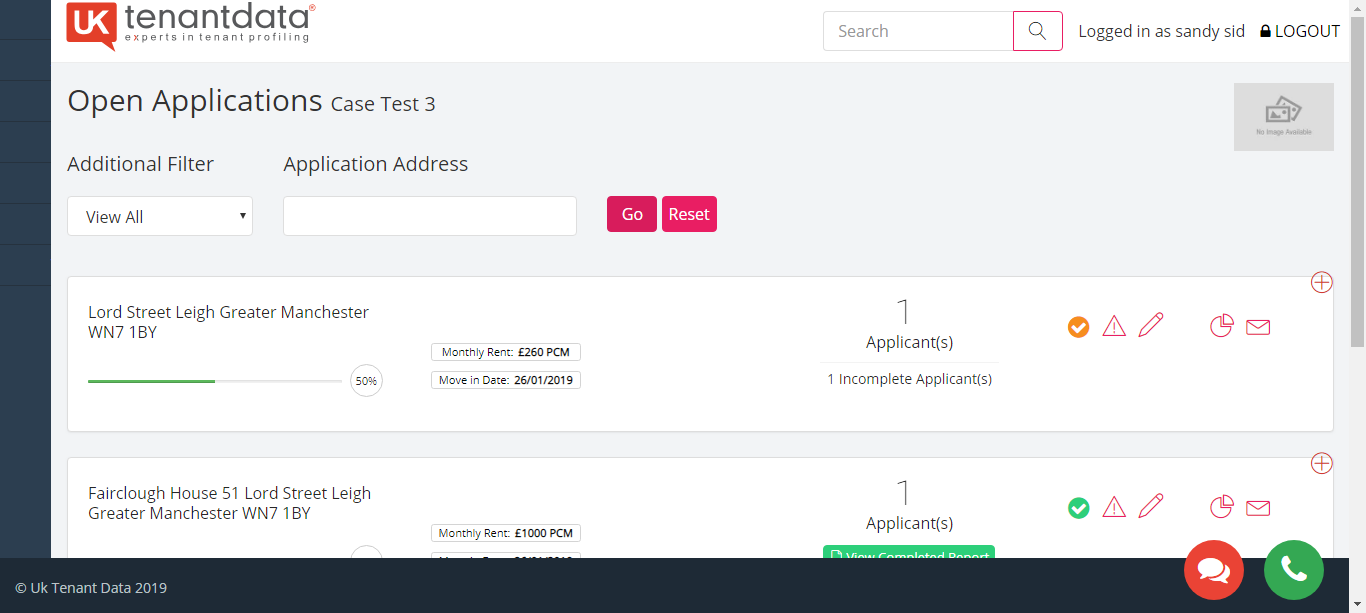 UK tenantdata®
experts in tenant profiling
Search
Logged in as sandy sid
LOGOUT
Open Applications Case Test 3
No Image Available
Additional Filter
Application Address
View All
Go
Reset
Lord Street Leigh Greater Manchester
WN7 1BY
50%
Monthly Rent: £260 PCM
Move in Date: 26/01/2019
1
Applicant(s)
1 Incomplete Applicant(s)
Fairclough House 51 Lord Street Leigh
Greater Manchester WN7 1BY
Monthly Rent: £1000 PCM
1
Applicant(s)
View Completed Report
© Uk Tenant Data 2019